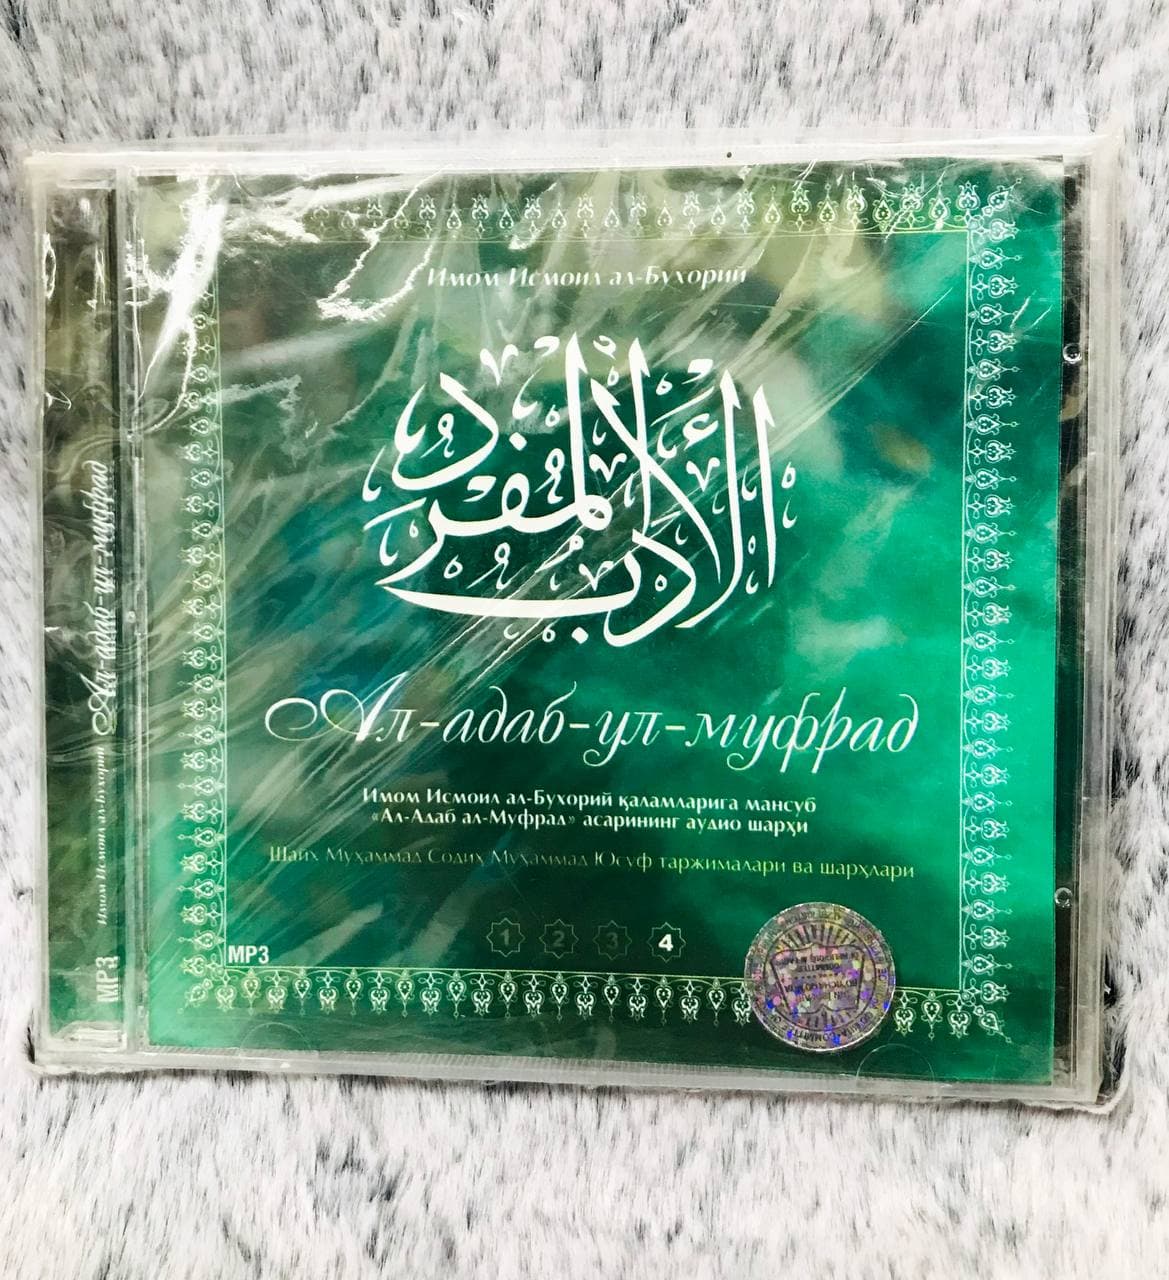 Имом Исмоил ал-Бухорий
الأدب المفرد
Ал-адаб-ул-муфрад
Имом Исмоил ал-Бухорий қаламларига мансуб
«Ал-Адаб ал-Муфрад» асарининг аудио шарҳи
Шайх Муҳаммад Содиқ Муҳаммад Юсуф таржималари ва шарҳлари
1 2 3 4
MP3
MP3 Имом Исмоил ал-Бухорий Ал-адаб-ул-муфрад